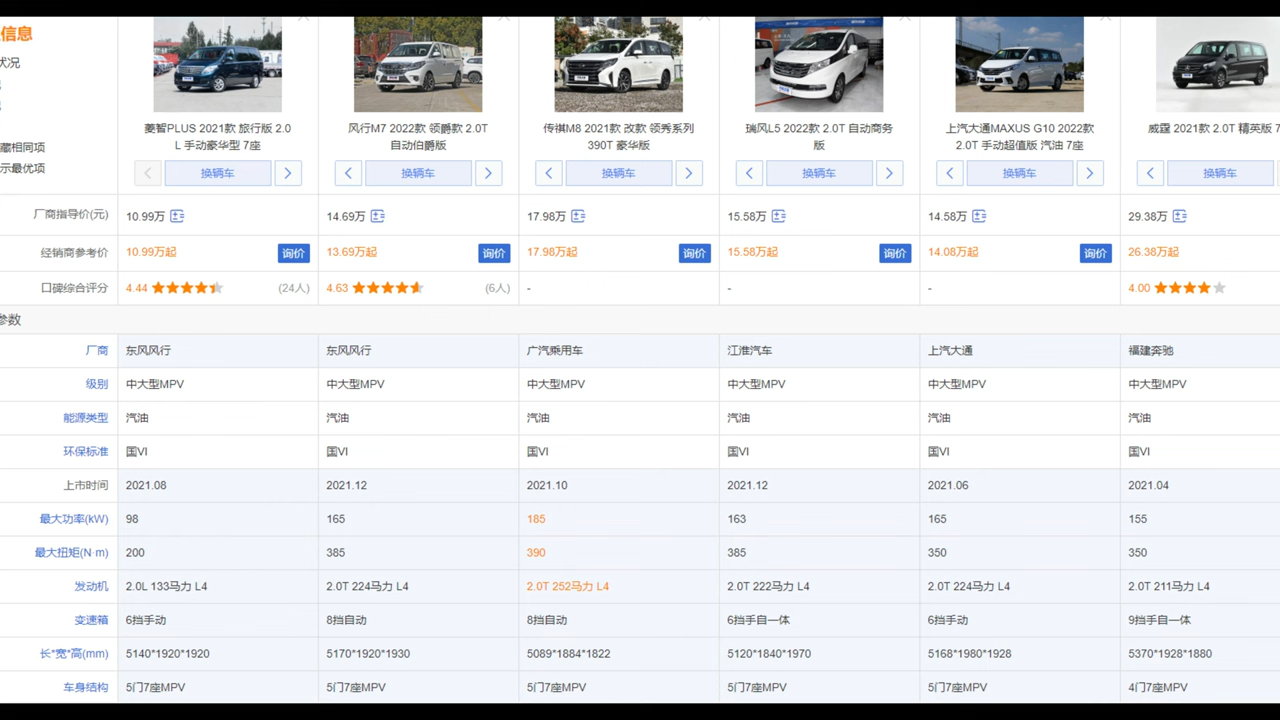 信息
状况
藏相同项
示最优项
菱智PLUS 2021款 旅行版 2.0
L 手动豪华型 7座
风行M7 2022款 领爵款 2.0T
自动伯爵版
传祺M8 2021款 改款 领秀系列
390T 豪华版
瑞风L5 2022款 2.0T 自动商务
版
上汽大通MAXUS G10 2022款
2.0T 手动超值版 汽油 7座
威霆 2021款 2.0T 精英版 7
换辆车 换辆车 换辆车 换辆车 换辆车 换辆车
厂商指导价(元) 10.99万 14.69万 17.98万 15.58万 14.58万 29.38万
经销商参考价 10.99万起 询价 13.69万起 询价 17.98万起 询价 15.58万起 询价 14.08万起 询价 26.38万起
口碑综合评分 4.44 (24人) 4.63 (6人) - - - 4.00
参数
厂商 东风风行 东风风行 广汽乘用车 江淮汽车 上汽大通 福建奔驰
级别 中大型MPV 中大型MPV 中大型MPV 中大型MPV 中大型MPV 中大型MPV
能源类型 汽油 汽油 汽油 汽油 汽油 汽油
环保标准 国VI 国VI 国VI 国VI 国VI 国VI
上市时间 2021.08 2021.12 2021.10 2021.12 2021.06 2021.04
最大功率(kW) 98 165 185 163 165 155
最大扭矩(N·m) 200 385 390 385 350 350
发动机 2.0L 133马力 L4 2.0T 224马力 L4 2.0T 252马力 L4 2.0T 222马力 L4 2.0T 224马力 L4 2.0T 211马力 L4
变速箱 6挡手动 8挡自动 8挡自动 6挡手自一体 6挡手动 9挡手自一体
长*宽*高(mm) 5140*1920*1920 5170*1920*1930 5089*1884*1822 5120*1840*1970 5168*1980*1928 5370*1928*1880
车身结构 5门7座MPV 5门7座MPV 5门7座MPV 5门7座MPV 5门7座MPV 4门7座MPV